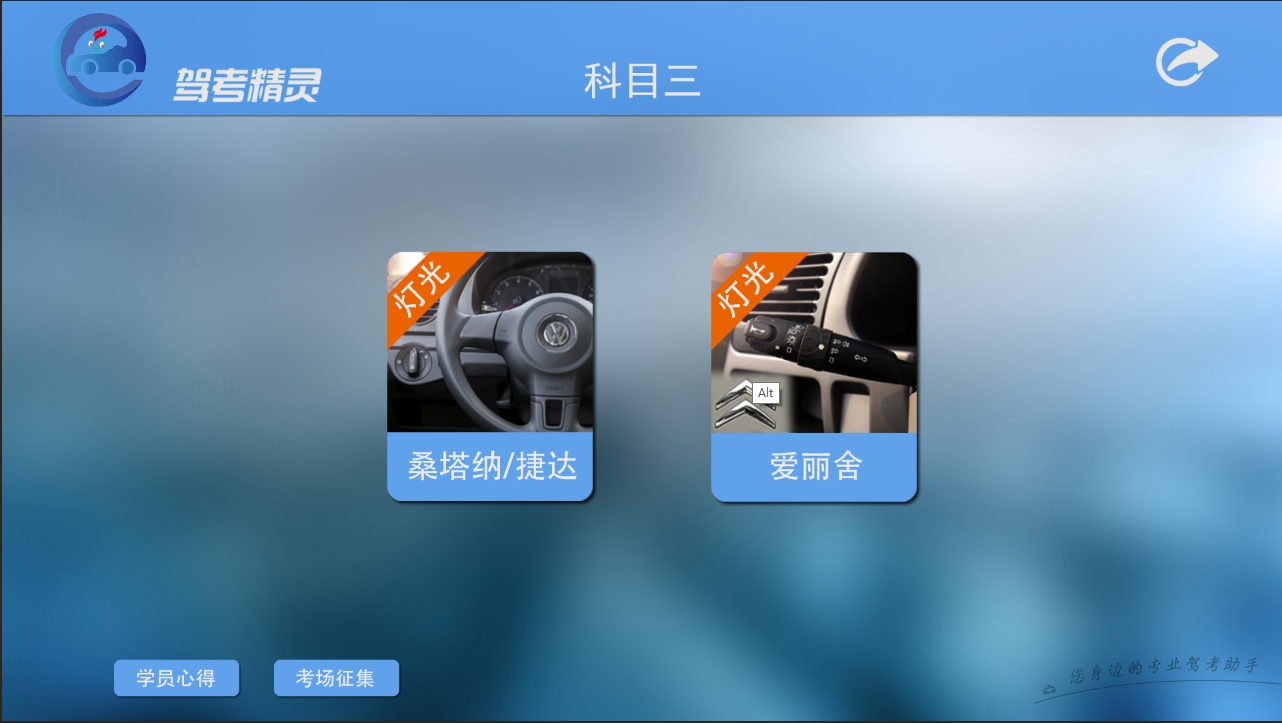 驾考精灵
科目三
灯光
灯光
Alt
桑塔纳/捷达
爱丽舍
学员心得
考场征集
您身边的专业驾考助手